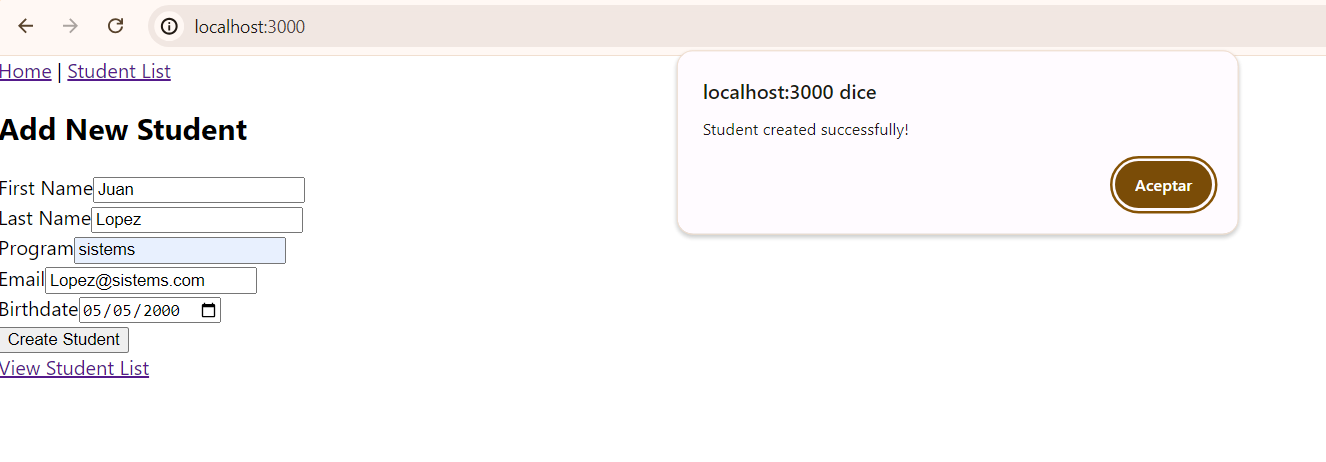 localhost:3000
Home | Student List
localhost:3000 dice
Student created successfully!
Aceptar
Add New Student
First Name Juan
Last Name Lopez
Program sistems
Email Lopez@sistems.com
Birthdate 05/05/2000
Create Student
View Student List